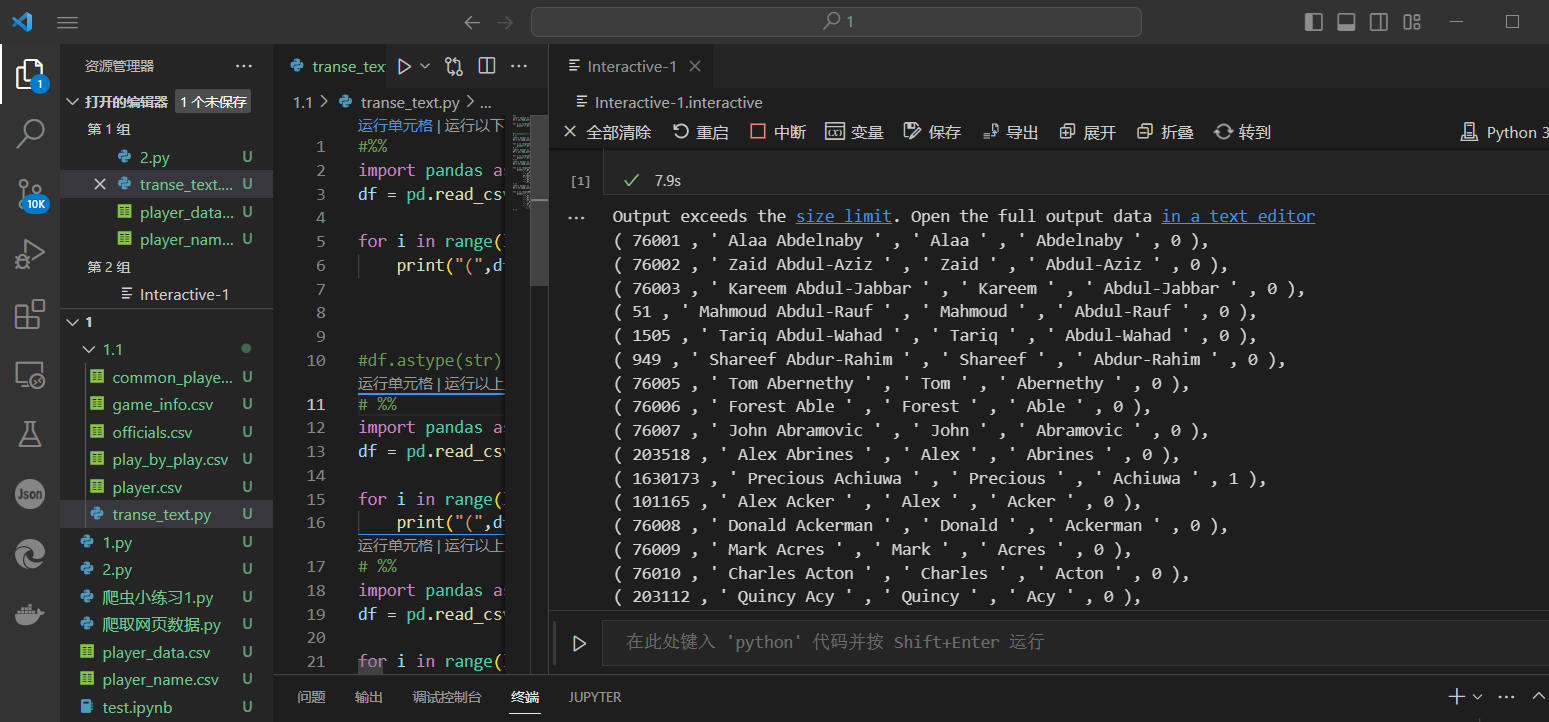 1
资源管理器
打开的编辑器 1 个未保存
第 1 组
2.py U
transe_text.... U
player_data... U
player_nam... U
第 2 组
Interactive-1
1
1.1
common_playe... U
game_info.csv U
officials.csv U
play_by_play.csv U
player.csv U
transe_text.py U
1.py U
2.py U
爬虫小练习1.py U
爬取网页数据.py U
player_data.csv U
player_name.csv U
test.ipynb U
1
10K
Json
transe_tex
1.1 > transe_text.py > ...
运行单元格 | 运行以下
1 #%%
2 import pandas as
3 df = pd.read_csv
4
5 for i in range(
6 print("(",d
7
8
9
10 #df.astype(str)
运行单元格 | 运行以上
11 # %%
12 import pandas as
13 df = pd.read_csv
14
15 for i in range(
16 print("(",d
运行单元格 | 运行以上
17 # %%
18 import pandas as
19 df = pd.read_csv
20
21 for i in range(
Interactive-1
Interactive-1.interactive
全部清除 重启 中断 变量 保存 导出 展开 折叠 转到 Python 3
[1] 7.9s
Output exceeds the size limit. Open the full output data in a text editor
( 76001 , ' Alaa Abdelnaby ' , ' Alaa ' , ' Abdelnaby ' , 0 ),
( 76002 , ' Zaid Abdul-Aziz ' , ' Zaid ' , ' Abdul-Aziz ' , 0 ),
( 76003 , ' Kareem Abdul-Jabbar ' , ' Kareem ' , ' Abdul-Jabbar ' , 0 ),
( 51 , ' Mahmoud Abdul-Rauf ' , ' Mahmoud ' , ' Abdul-Rauf ' , 0 ),
( 1505 , ' Tariq Abdul-Wahad ' , ' Tariq ' , ' Abdul-Wahad ' , 0 ),
( 949 , ' Shareef Abdur-Rahim ' , ' Shareef ' , ' Abdur-Rahim ' , 0 ),
( 76005 , ' Tom Abernethy ' , ' Tom ' , ' Abernethy ' , 0 ),
( 76006 , ' Forest Able ' , ' Forest ' , ' Able ' , 0 ),
( 76007 , ' John Abramovic ' , ' John ' , ' Abramovic ' , 0 ),
( 203518 , ' Alex Abrines ' , ' Alex ' , ' Abrines ' , 0 ),
( 1630173 , ' Precious Achiuwa ' , ' Precious ' , ' Achiuwa ' , 1 ),
( 101165 , ' Alex Acker ' , ' Alex ' , ' Acker ' , 0 ),
( 76008 , ' Donald Ackerman ' , ' Donald ' , ' Ackerman ' , 0 ),
( 76009 , ' Mark Acres ' , ' Mark ' , ' Acres ' , 0 ),
( 76010 , ' Charles Acton ' , ' Charles ' , ' Acton ' , 0 ),
( 203112 , ' Quincy Acy ' , ' Quincy ' , ' Acy ' , 0 ),
在此处键入 'python' 代码并按 Shift+Enter 运行
问题 输出 调试控制台 终端 JUPYTER